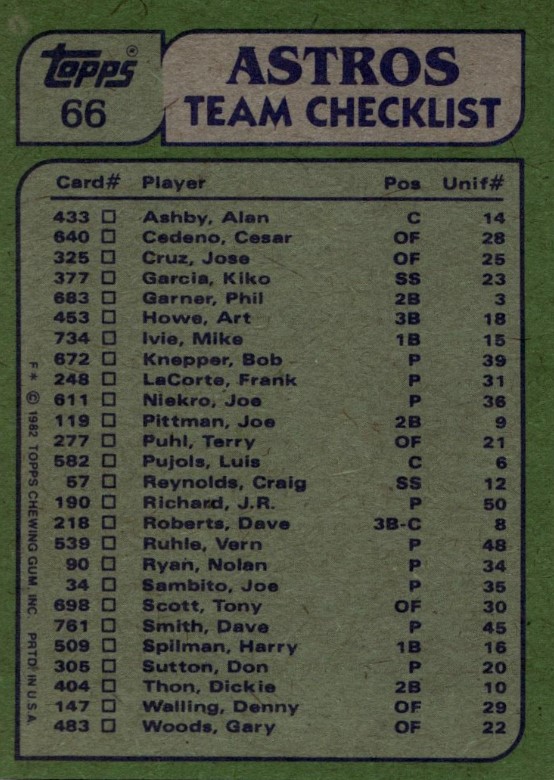 Topps®
66
ASTROS
TEAM CHECKLIST
Card# Player Pos Unif#
433 □ Ashby, Alan C 14
640 □ Cedeno, Cesar OF 28
325 □ Cruz, Jose OF 25
377 □ Garcia, Kiko SS 23
683 □ Garner, Phil 2B 3
453 □ Howe, Art 3B 18
734 □ Ivie, Mike 1B 15
672 □ Knepper, Bob P 39
248 □ LaCorte, Frank P 31
611 □ Niekro, Joe P 36
119 □ Pittman, Joe 2B 9
277 □ Puhl, Terry OF 21
582 □ Pujols, Luis C 6
57 □ Reynolds, Craig SS 12
190 □ Richard, J.R. P 50
218 □ Roberts, Dave 3B-C 8
539 □ Ruhle, Vern P 48
90 □ Ryan, Nolan P 34
34 □ Sambito, Joe P 35
698 □ Scott, Tony OF 30
761 □ Smith, Dave P 45
509 □ Spilman, Harry 1B 16
305 □ Sutton, Don P 20
404 □ Thon, Dickie 2B 10
147 □ Walling, Denny OF 29
483 □ Woods, Gary OF 22
F* © 1982 TOPPS CHEWING GUM, INC. PRTD. IN U.S.A.